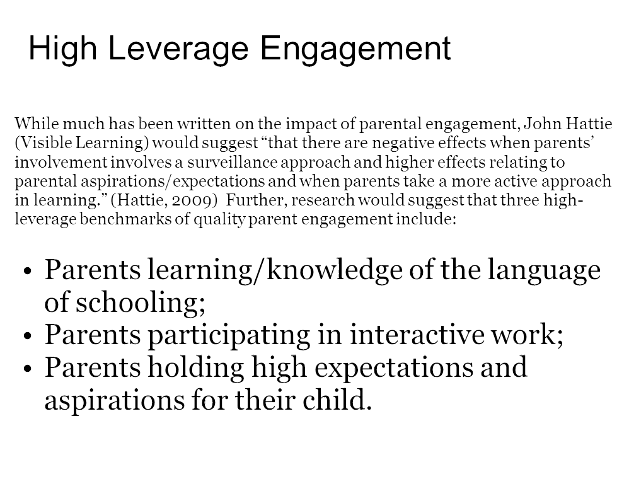 High Leverage Engagement
While much has been written on the impact of parental engagement, John Hattie
(Visible Learning) would suggest “that there are negative effects when parents’
involvement involves a surveillance approach and higher effects relating to
parental aspirations/expectations and when parents take a more active approach
in learning.” (Hattie, 2009)  Further, research would suggest that three high-
leverage benchmarks of quality parent engagement include:
• Parents learning/knowledge of the language
of schooling;
• Parents participating in interactive work;
• Parents holding high expectations and
aspirations for their child.